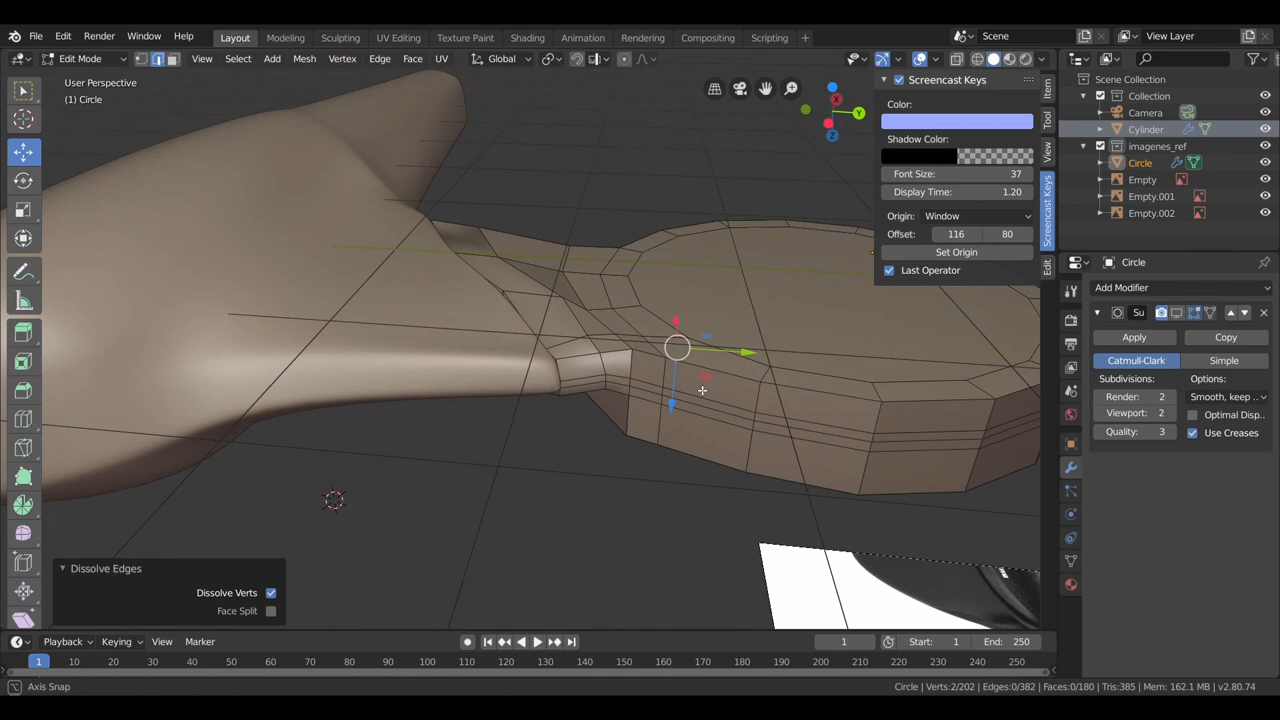 File Edit Render Window Help Layout Modeling Sculpting UV Editing Texture Paint Shading Animation Rendering Compositing Scripting + Scene View Layer
Edit Mode View Select Add Mesh Vertex Edge Face UV Global
User Perspective
(1) Circle
X
Y
Z
Screencast Keys
Color:
Shadow Color:
Font Size: 37
Display Time: 1.20
Origin: Window
Offset: 116 80
Set Origin
Last Operator
Item
Tool
View
Screencast Keys
Edit
Scene Collection
Collection
Camera
Cylinder
imagenes_ref
Circle
Empty
Empty.001
Empty.002
Circle
Add Modifier
Su
Apply Copy
Catmull-Clark Simple
Subdivisions: Options:
Render: 2 Smooth, keep ..
Viewport: 2 Optimal Disp..
Quality: 3 Use Creases
Dissolve Edges
Dissolve Verts
Face Split
Playback Keying View Marker 1 Start: 1 End: 250
1 10 20 30 40 50 60 70 80 90 100 110 120 130 140 150 160 170 180 190 200 210 220 230 240 250
Axis Snap Circle | Verts:2/202 | Edges:0/382 | Faces:0/180 | Tris:385 | Mem: 162.1 MB | v2.80.74